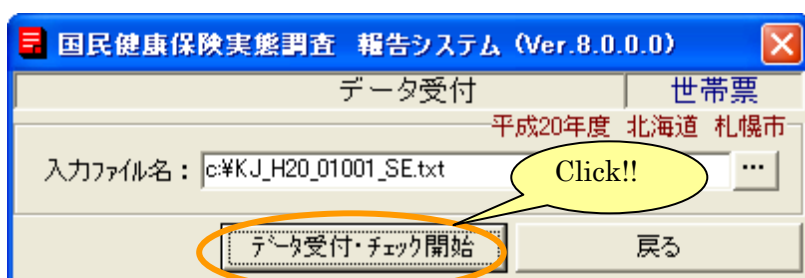 国民健康保険実態調査 報告システム (Ver.8.0.0.0)
データ受付 世帯票
平成20年度 北海道 札幌市
入力ファイル名： c:¥KJ_H20_01001_SE.txt ...
Click!!
データ受付・チェック開始 戻る